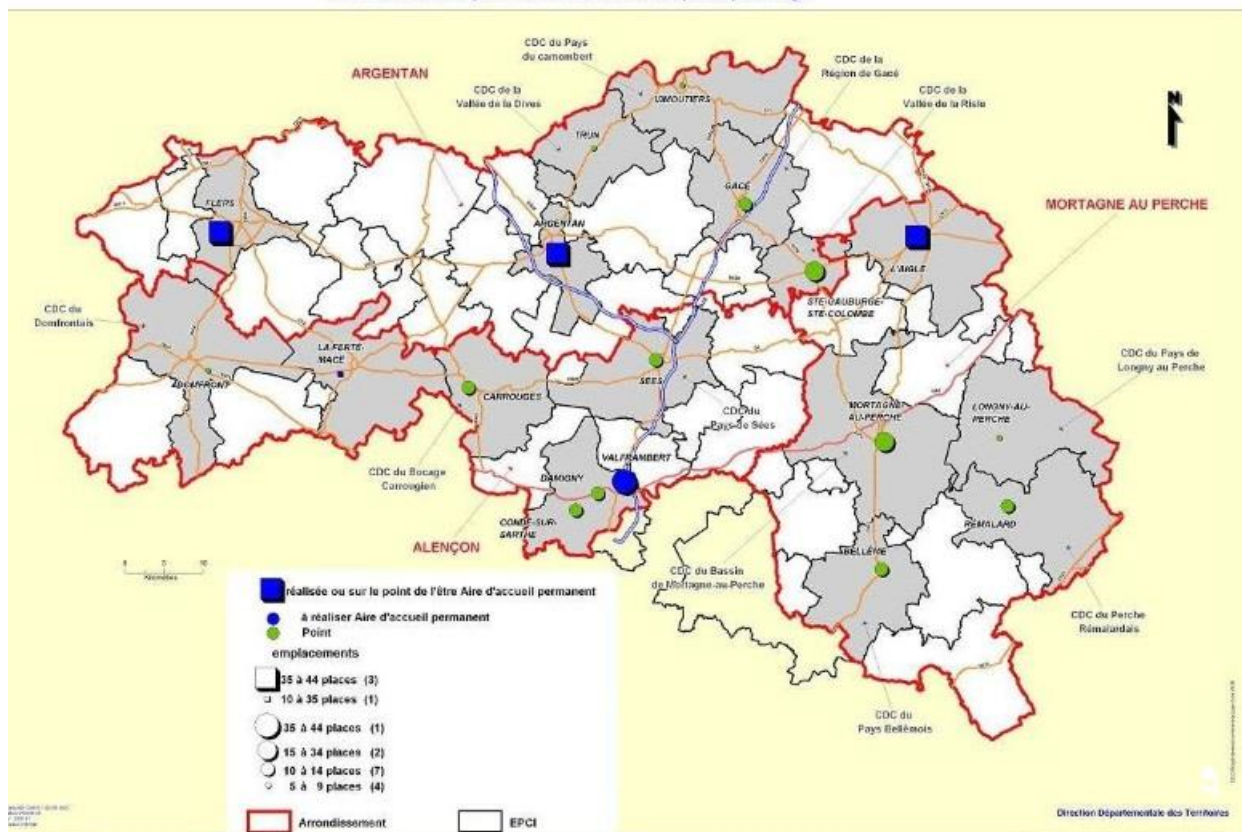 CDC du Pays
du camembert
ARGENTAN
CDC de la
Région de Gacé
CDC de la
Vallée de la Dives
CDC de la
Vallée de la Risle
VIMOUTIERS
TRUN
N
GACE
MORTAGNE AU PERCHE
FLERS
ARGENTAN
L'AIGLE
CDC du
Domfrontais
STE-GAUBURGE-
STE-COLOMBE
LA FERTE-
MACE
CDC du Pays de
Longny au Perche
DOMFRONT
SEES
CARROUGES
MORTAGNE-
AU-PERCHE
LONGNY-AU-
PERCHE
CDC du
Pays de Sées
VALFRAMBERT
CDC du Bocage
Carrougien
DAMIGNY
REMALARD
CONDE-SUR-
SARTHE
ALENÇON
ABELLEME
CDC du Bassin
de Mortagne-au-Perche
Kilomètres
réalisée ou sur le point de l'être Aire d'accueil permanent
CDC du Perche
Rémalardais
à réaliser Aire d'accueil permanent
Point
emplacements
35 à 44 places (3)
10 à 35 places (1)
35 à 44 places (1)
15 à 34 places (2)
10 à 14 places (7)
5 à 9 places (4)
CDC du
Pays Bellêmois
Arrondissement
EPCI
Direction Départementale des Territoires